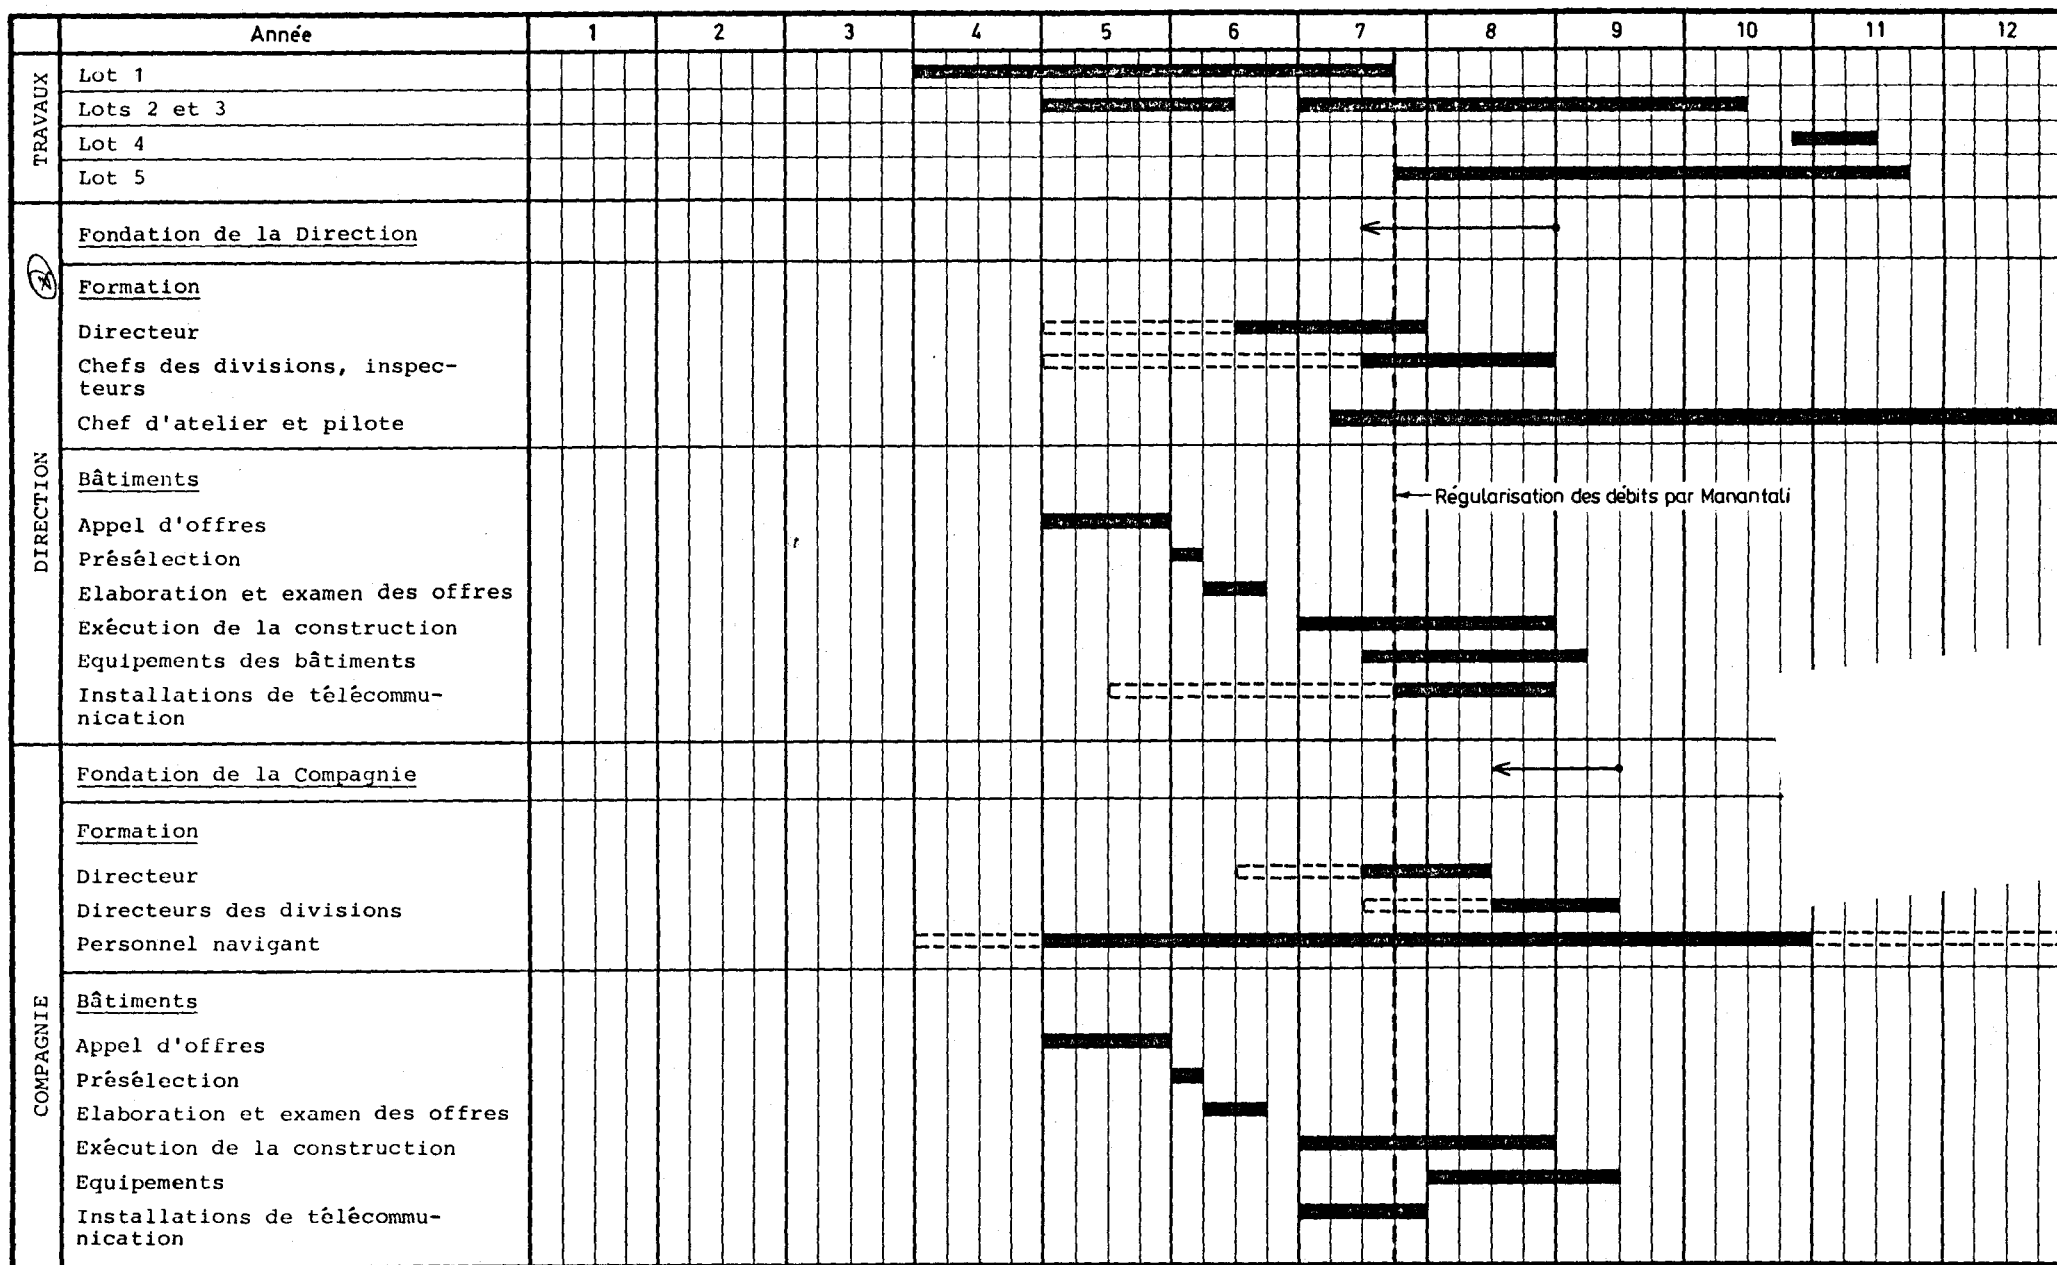 Année 1 2 3 4 5 6 7 8 9 10 11 12
TRAVAUX
Lot 1
Lots 2 et 3
Lot 4
Lot 5
DIRECTION
Fondation de la Direction
Formation
Directeur
Chefs des divisions, inspec-
teurs
Chef d'atelier et pilote
Bâtiments
Régularisation des débits par Manantali
Appel d'offres
Présélection
Elaboration et examen des offres
Exécution de la construction
Equipements des bâtiments
Installations de télécommu-
nication
COMPAGNIE
Fondation de la Compagnie
Formation
Directeur
Directeurs des divisions
Personnel navigant
Bâtiments
Appel d'offres
Présélection
Elaboration et examen des offres
Exécution de la construction
Equipements
Installations de télécommu-
nication